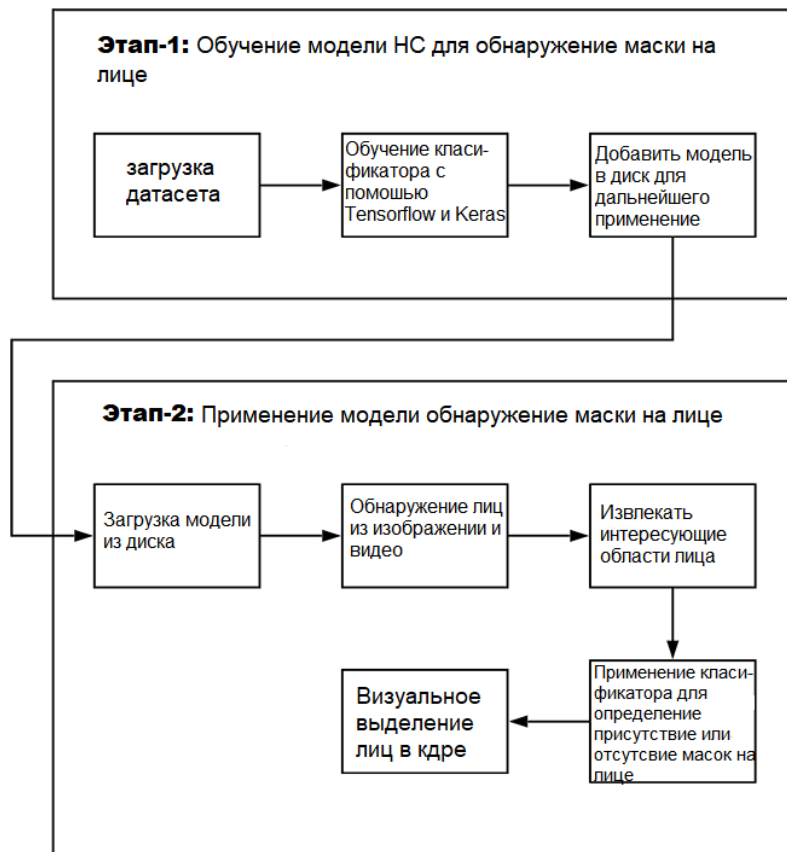 Этап-1: Обучение модели НС для обнаружение маски на
лице
загрузка
датасета
Обучение класи-
фикатора с
помошью
Tensorflow и Keras
Добавить модель
в диск для
дальнейшего
применение
Этап-2: Применение модели обнаружение маски на лице
Загрузка модели
из диска
Обнаружение лиц
из изображении и
видео
Извлекать
интересующие
области лица
Применение класи-
фикатора для
определение
присутствие или
отсутсвие масок на
лице
Визуальное
выделение
лиц в кдре